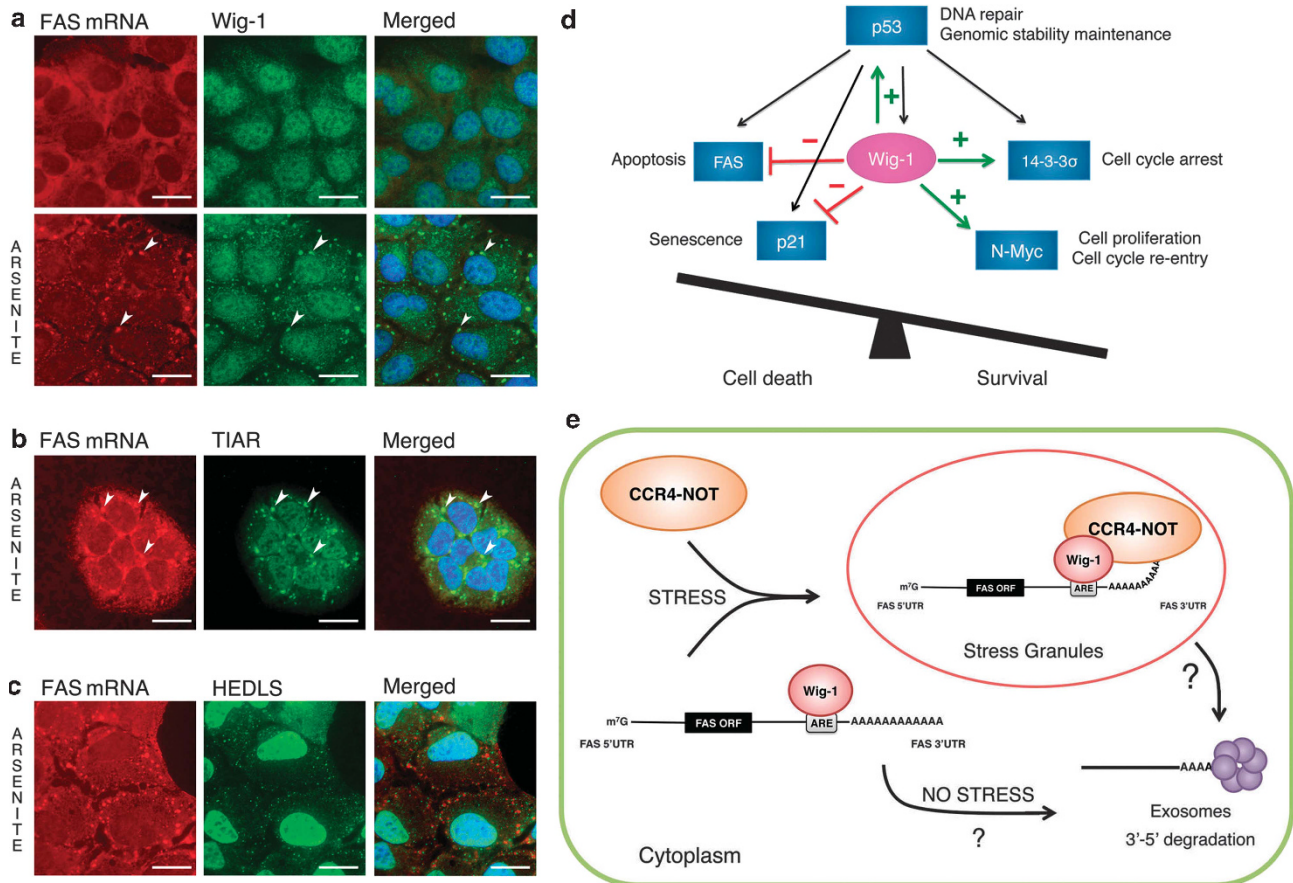 a
FAS mRNA
Wig-1
Merged
ARSENITE
b
FAS mRNA
TIAR
Merged
ARSENITE
c
FAS mRNA
HEDLS
Merged
ARSENITE
d
p53
DNA repair
Genomic stability maintenance
+
−
+
Apoptosis
FAS
Wig-1
14-3-3σ
Cell cycle arrest
−
+
Senescence
p21
N-Myc
Cell proliferation
Cell cycle re-entry
Cell death
Survival
e
CCR4-NOT
CCR4-NOT
Wig-1
m⁷G
FAS ORF
ARE
AAAAAAAAAA
FAS 5'UTR
FAS 3'UTR
STRESS
Stress Granules
?
Wig-1
m⁷G
FAS ORF
ARE
AAAAAAAAAAAA
FAS 5'UTR
FAS 3'UTR
AAAA
NO STRESS
?
Exosomes
3'-5' degradation
Cytoplasm